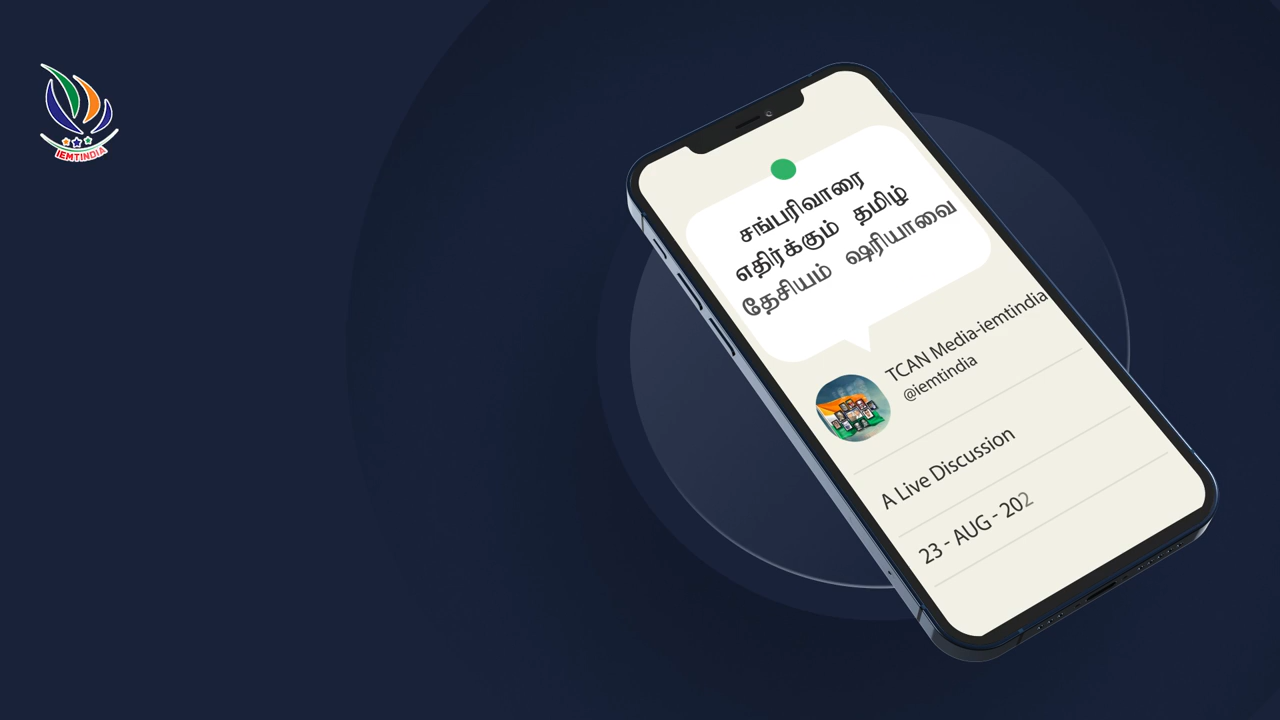 IEMTINDIA
சங்பரிவாரை
எதிர்க்கும் தமிழ்
தேசியம் ஷரியாவை
TCAN Media-iemtindia
@iemtindia
A Live Discussion
23 - AUG - 202